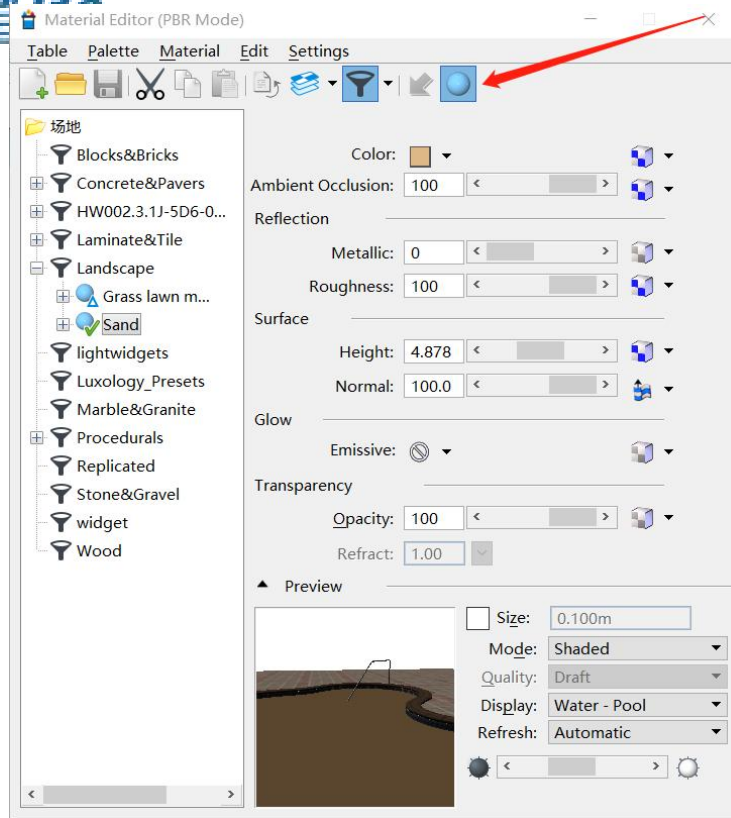 Material Editor (PBR Mode)
Table Palette Material Edit Settings
场地
Blocks&Bricks
Concrete&Pavers
HW002.3.1J-5D6-0...
Laminate&Tile
Landscape
Grass lawn m...
Sand
lightwidgets
Luxology_Presets
Marble&Granite
Procedurals
Replicated
Stone&Gravel
widget
Wood
Color:
Ambient Occlusion: 100
Reflection
Metallic: 0
Roughness: 100
Surface
Height: 4.878
Normal: 100.0
Glow
Emissive:
Transparency
Opacity: 100
Refract: 1.00
Preview
Size: 0.100m
Mode: Shaded
Quality: Draft
Display: Water - Pool
Refresh: Automatic